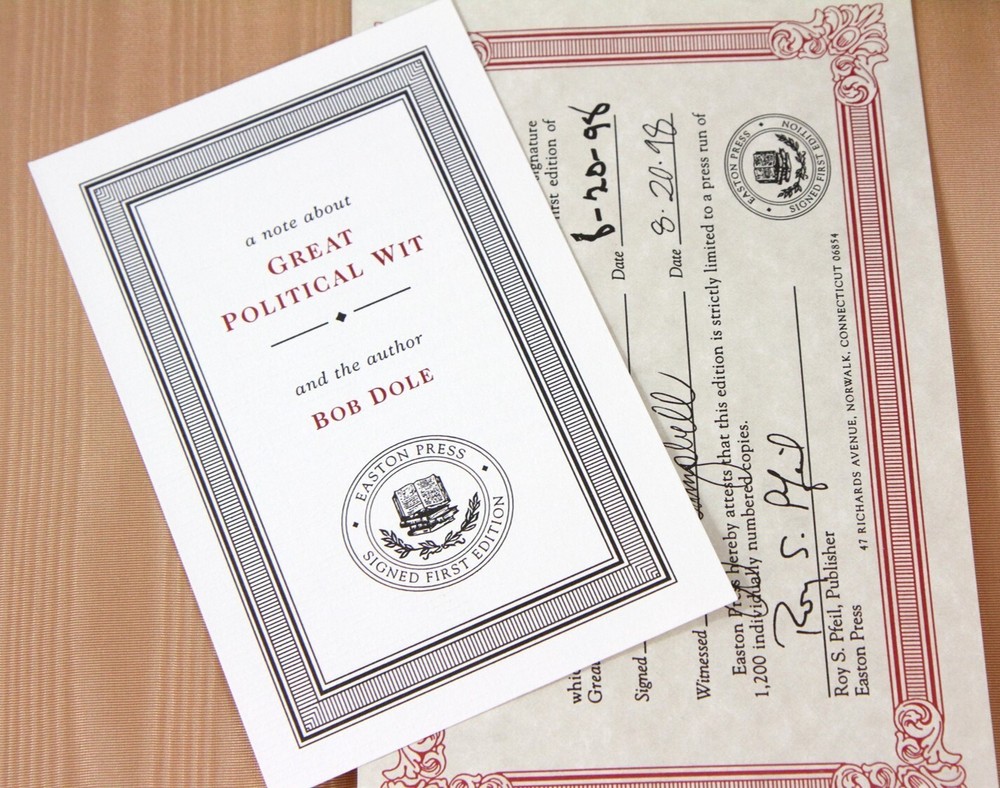 a note about
GREAT
POLITICAL WIT
and the author
BOB DOLE
EASTON PRESS
SIGNED FIRST EDITION
signature
first edition of
whi
Grea
Signed Date 8-20-98
Witnessed Date 8.20.98
Easton Press hereby attests that this edition is strictly limited to a press run of
1,200 individually numbered copies.
Roy S. Pfeil
Roy S. Pfeil, Publisher
Easton Press
47 RICHARDS AVENUE, NORWALK, CONNECTICUT 06854
EASTON PRESS
SIGNED FIRST EDITION